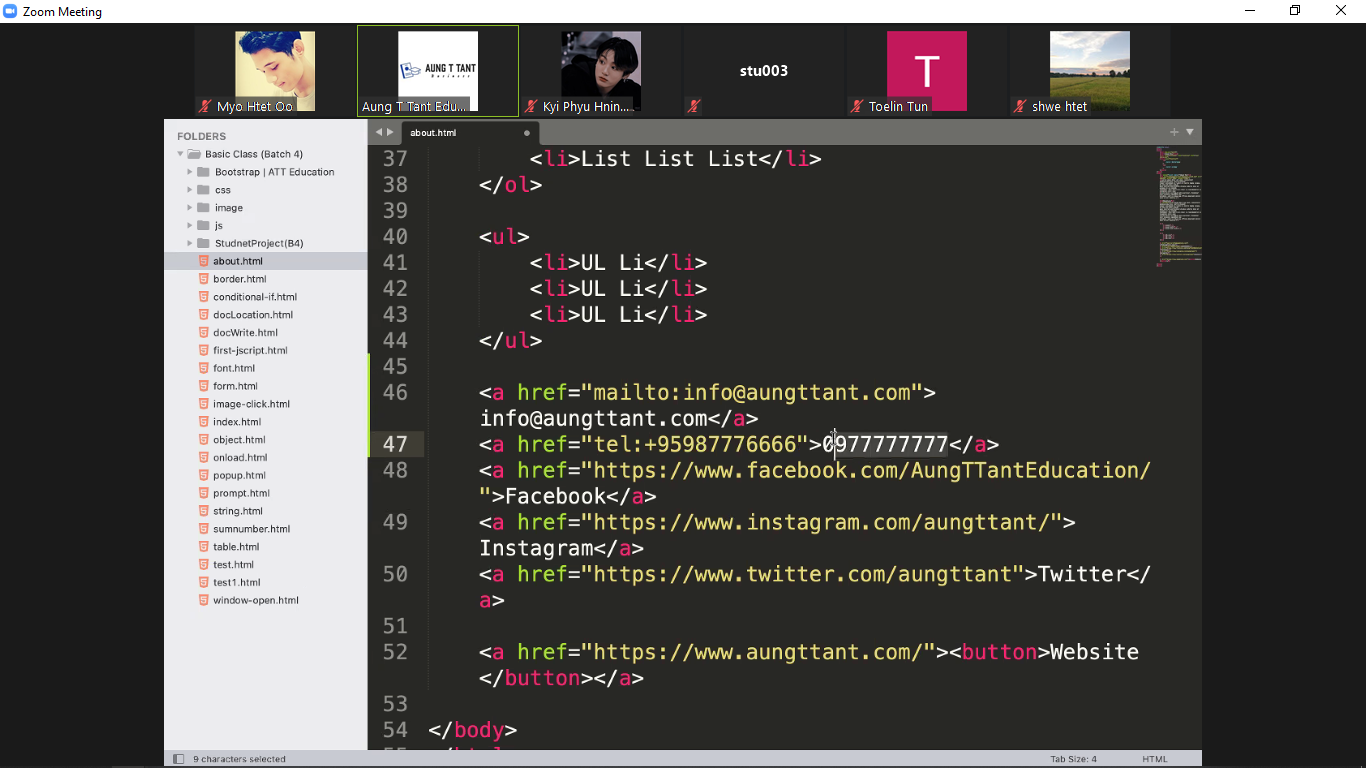 Zoom Meeting
AUNG T TANT
Business
stu003
T
Myo Htet Oo
Aung T Tant Edu...
Kyi Phyu Hnin...
Toelin Tun
shwe htet
FOLDERS
Basic Class (Batch 4)
Bootstrap | ATT Education
css
image
js
StudnetProject(B4)
about.html
border.html
conditional-if.html
docLocation.html
docWrite.html
first-jscript.html
font.html
form.html
image-click.html
index.html
object.html
onload.html
popup.html
prompt.html
string.html
sumnumber.html
table.html
test.html
test1.html
window-open.html
about.html
37 <li>List List List</li>
38 </ol>
39
40 <ul>
41 <li>UL Li</li>
42 <li>UL Li</li>
43 <li>UL Li</li>
44 </ul>
45
46 <a href="mailto:info@aungttant.com">
info@aungttant.com</a>
47 <a href="tel:+95987776666">0977777777</a>
48 <a href="https://www.facebook.com/AungTTantEducation/
">Facebook</a>
49 <a href="https://www.instagram.com/aungttant/">
Instagram</a>
50 <a href="https://www.twitter.com/aungttant">Twitter</
a>
51
52 <a href="https://www.aungttant.com/"><button>Website
</button></a>
53
54 </body>
9 characters selected
Tab Size: 4
HTML